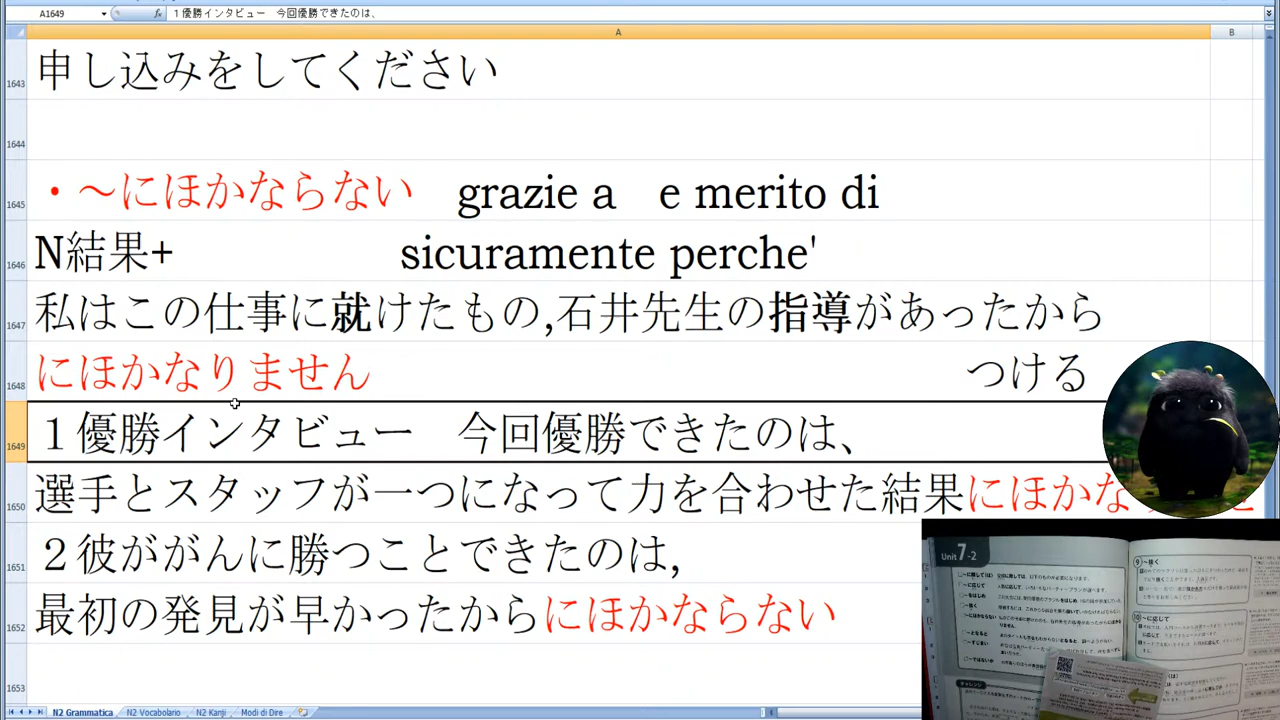 A1649
fx １優勝インタビュー　今回優勝できたのは、
A
B
1643 申し込みをしてください
1644
1645 ・～にほかならない　grazie a　e merito di
1646 N結果+　sicuramente perche'
1647 私はこの仕事に就けたもの,石井先生の指導があったから
1648 にほかなりません　つける
1649 １優勝インタビュー　今回優勝できたのは、
1650 選手とスタッフが一つになって力を合わせた結果にほかな
1651 ２彼ががんに勝つことできたのは,
1652 最初の発見が早かったからにほかならない
1653
N2 Grammatica　N2 Vocabolario　N2 Kanji　Modi di Dire
Unit 7-2